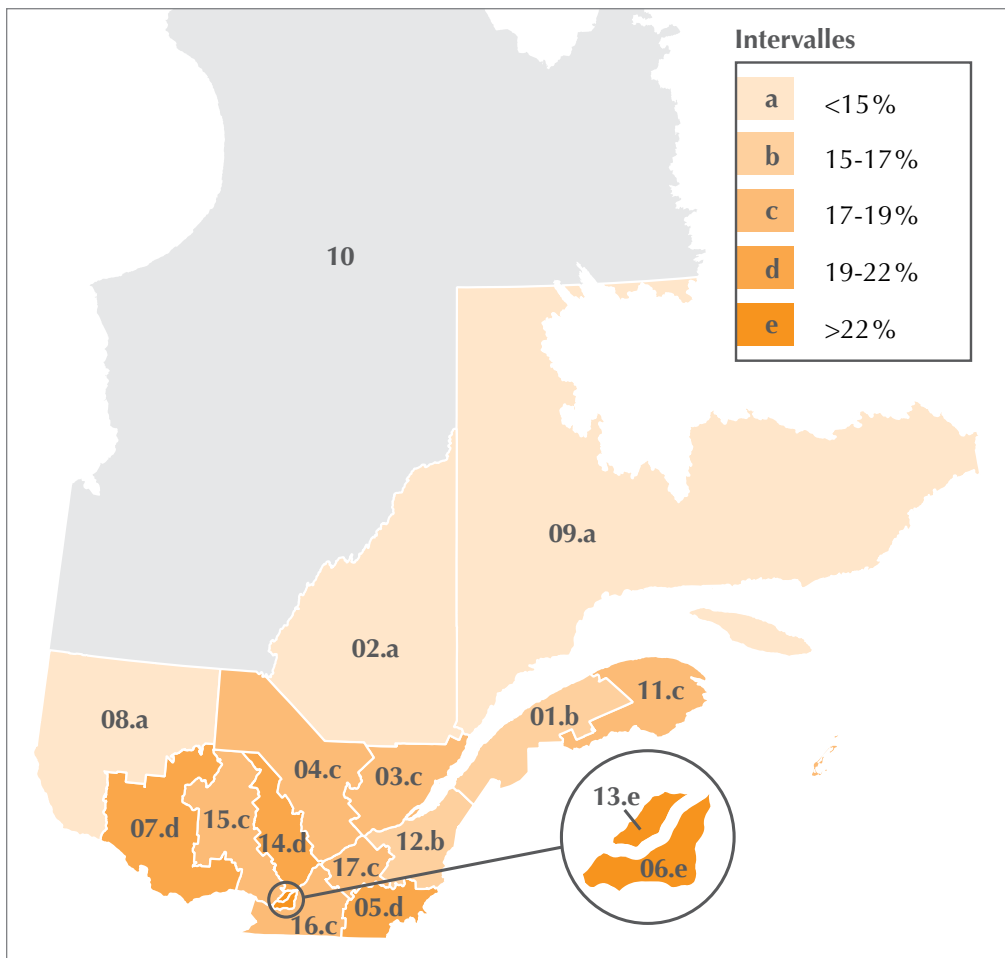 Intervalles
a <15%
b 15-17%
c 17-19%
d 19-22%
e >22%
10
09.a
02.a
11.c
01.b
08.a
04.c
03.c
13.e
15.c
07.d
14.d
12.b
17.c
06.e
05.d
16.c